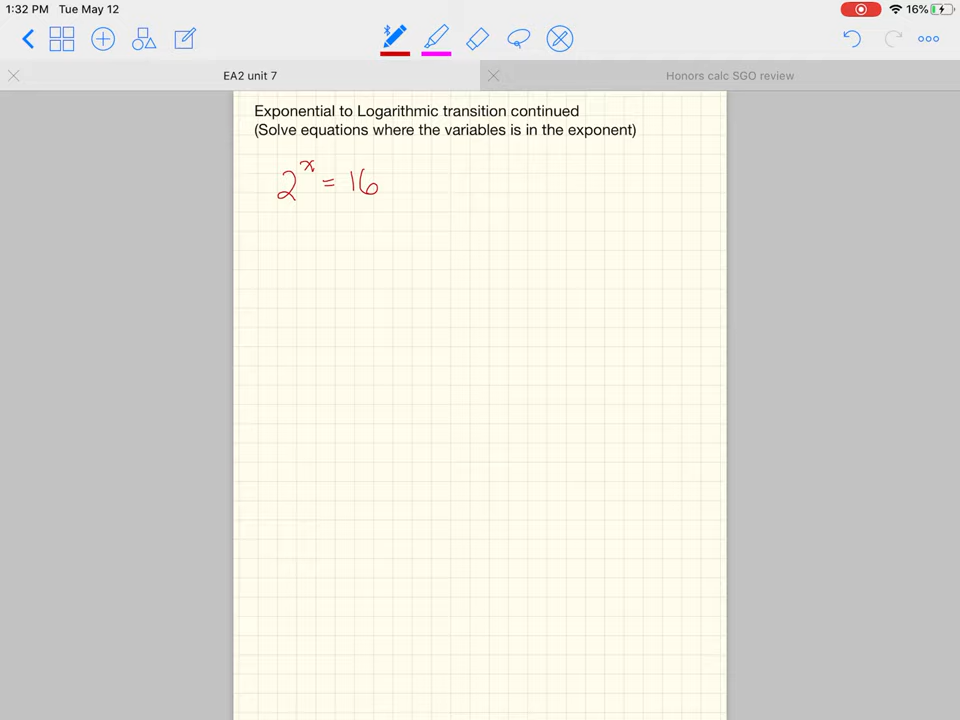 1:32 PM Tue May 12 16%
EA2 unit 7 Honors calc SGO review
Exponential to Logarithmic transition continued
(Solve equations where the variables is in the exponent)
2^x = 16